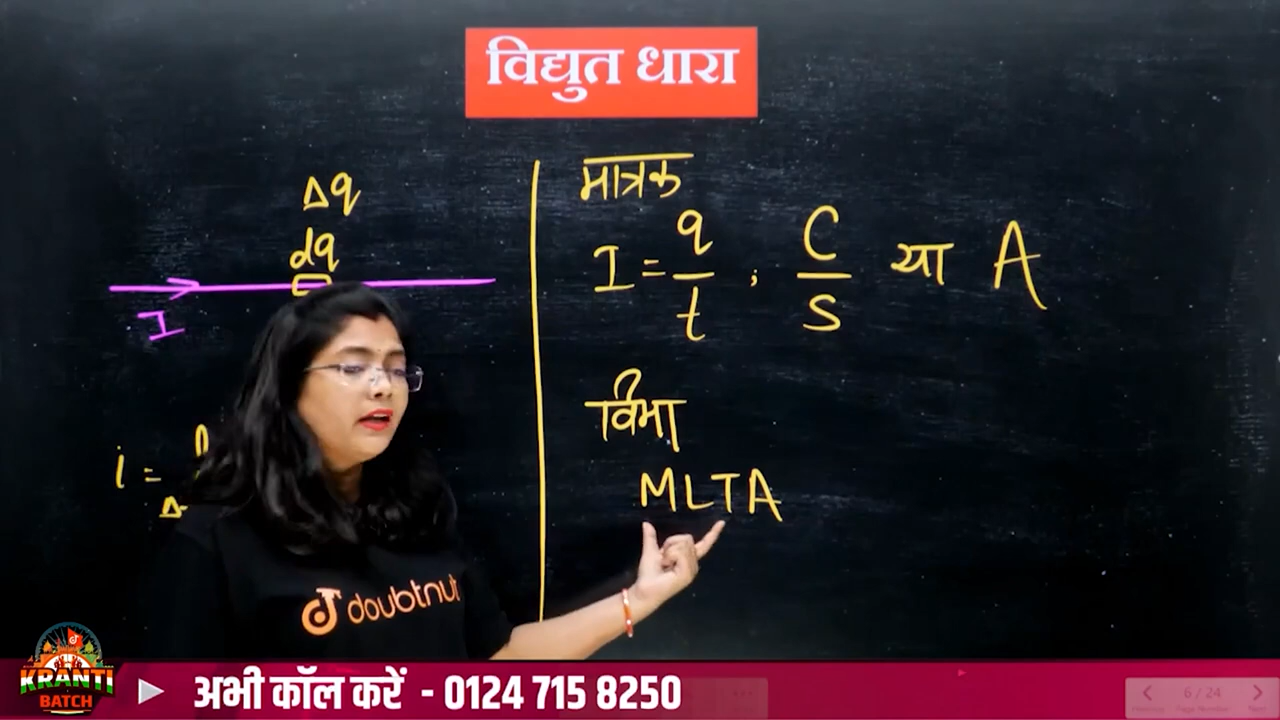 विद्युत धारा
Δq
dq
I
i =
Δ
मात्रक
I = q/t ; C/S या A
विमा
MLTA
doubtnut
KRANTI
BATCH
अभी कॉल करें - 0124 715 8250
6 / 24